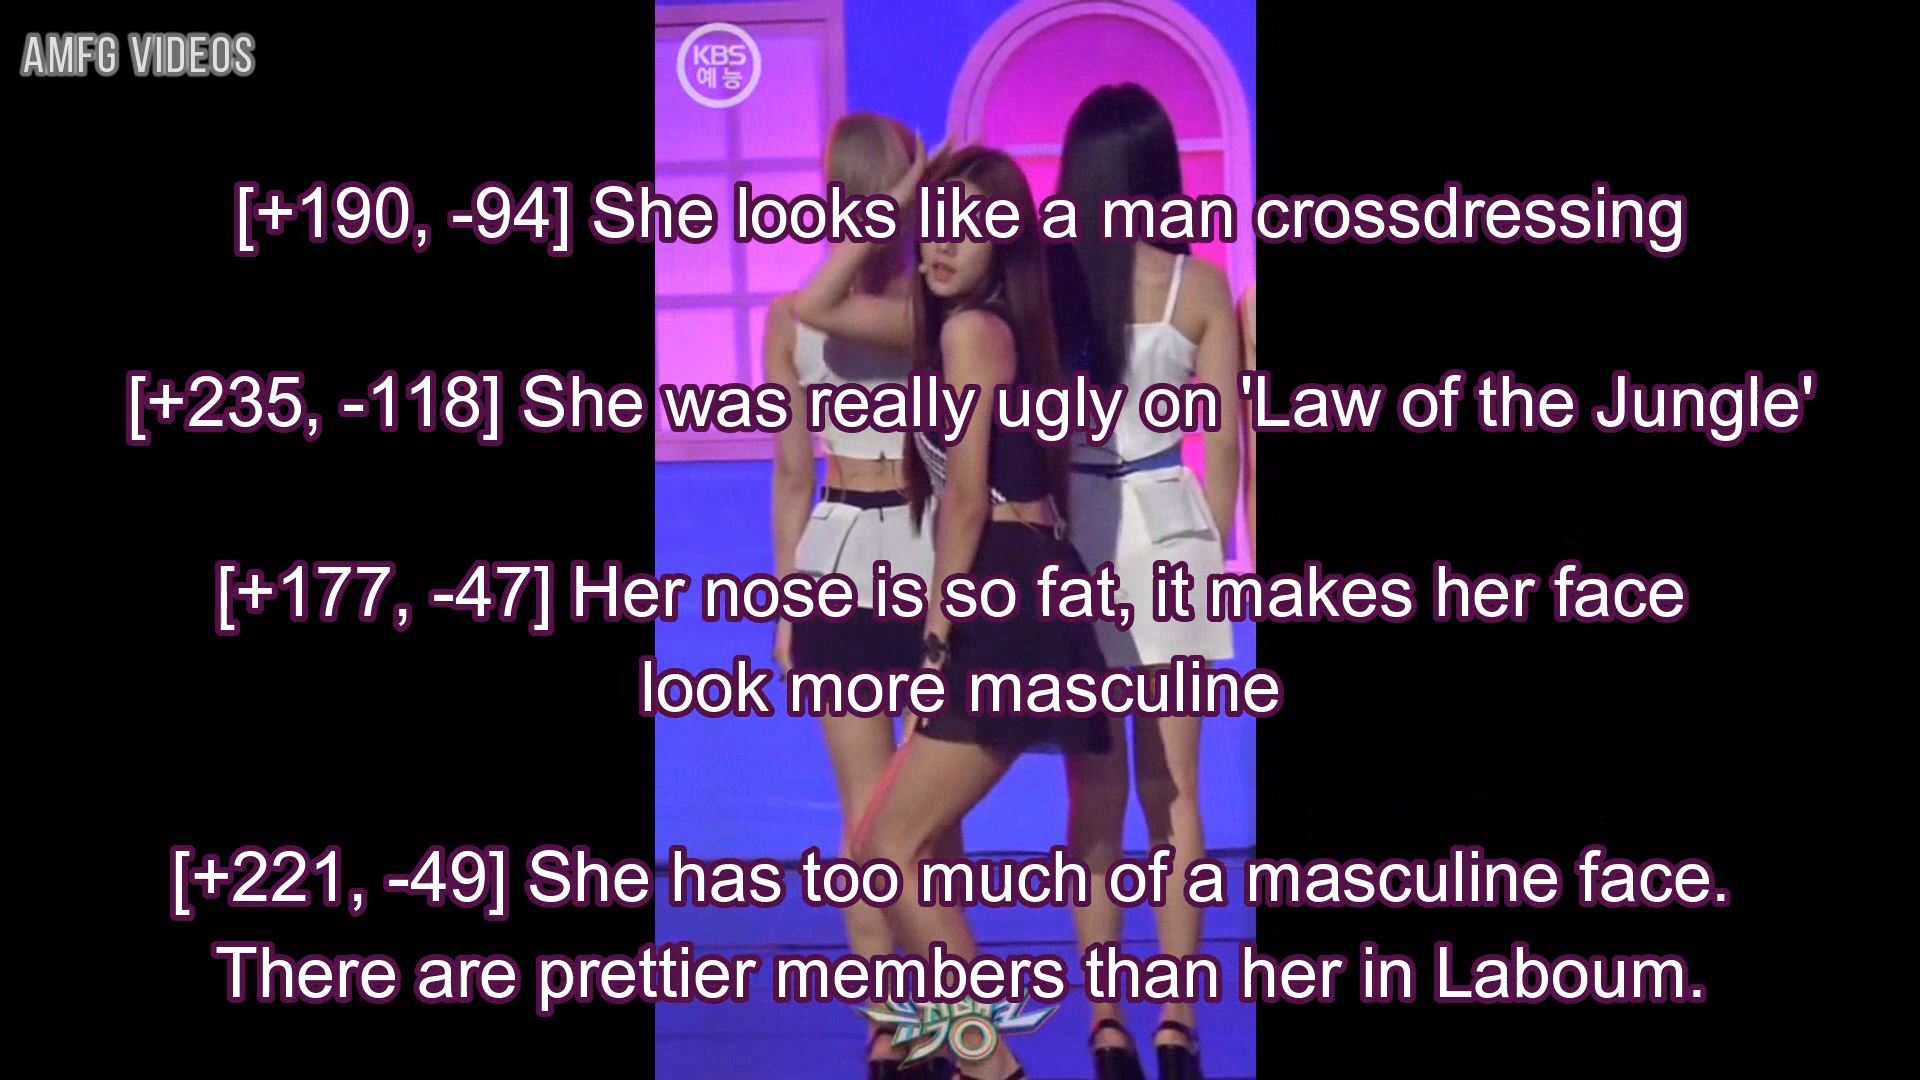 AMFG VIDEOS
KBS
예능
[+190, -94] She looks like a man crossdressing
[+235, -118] She was really ugly on 'Law of the Jungle'
[+177, -47] Her nose is so fat, it makes her face
look more masculine
[+221, -49] She has too much of a masculine face.
There are prettier members than her in Laboum.